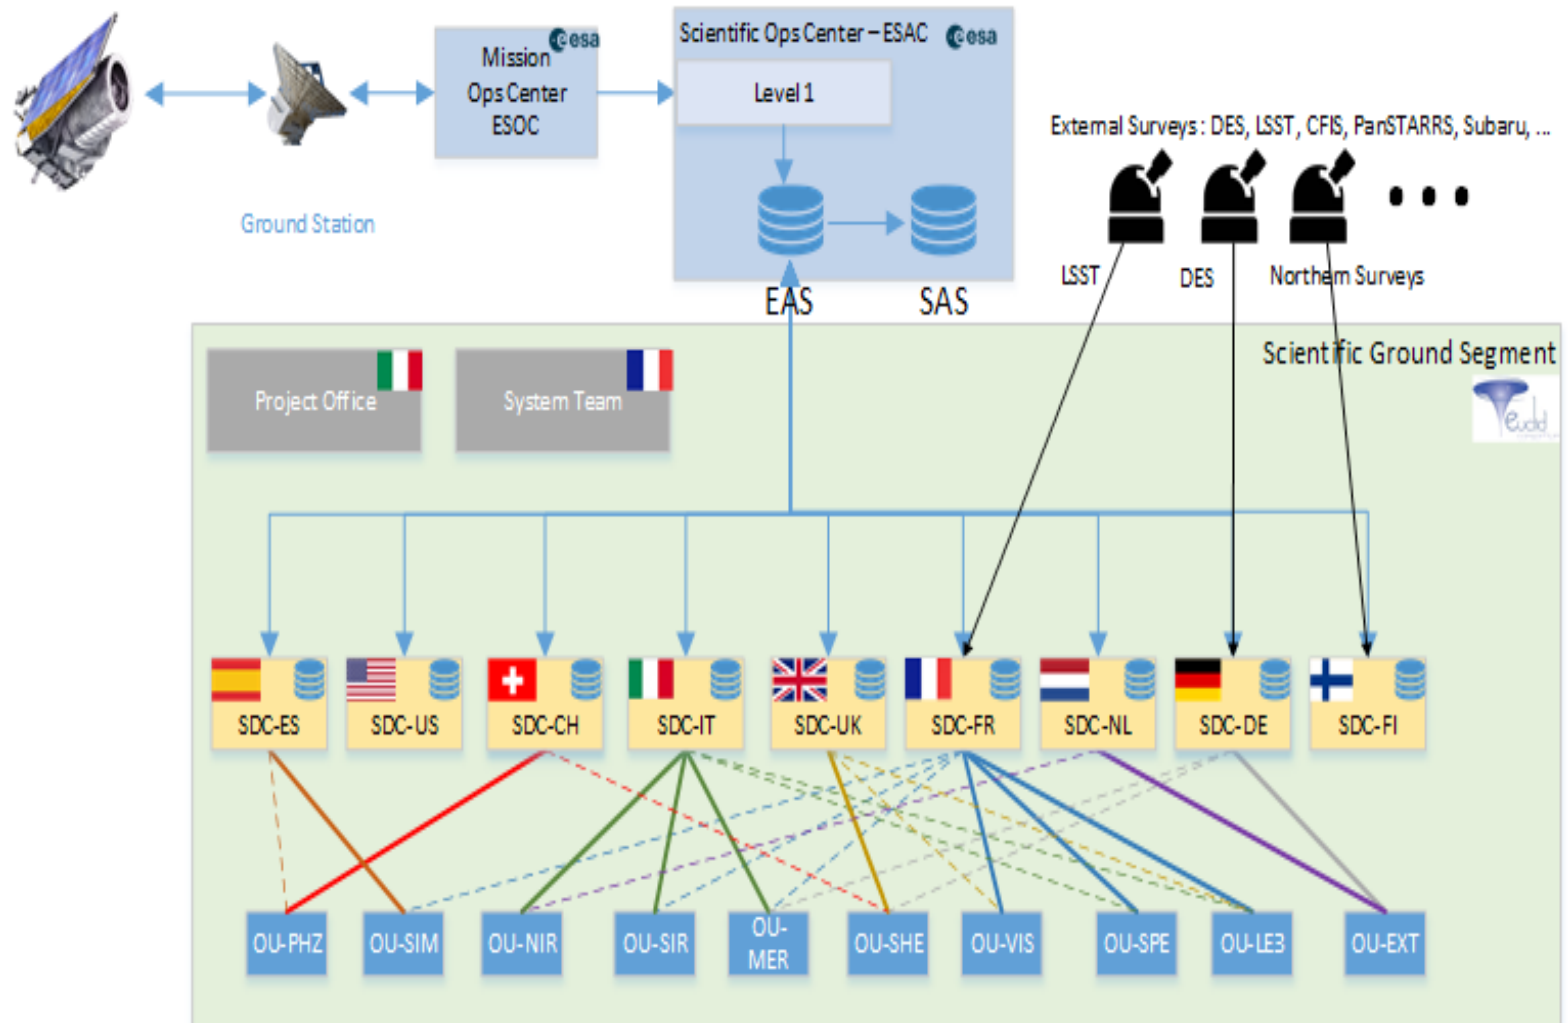 esa
Mission
Ops Center
ESOC
Scientific Ops Center – ESAC
esa
Level 1
External Surveys : DES, LSST, CFIS, PanSTARRS, Subaru, ...
Ground Station
LSST
DES
Northern Surveys
EAS
SAS
Scientific Ground Segment
Project Office
System Team
euclid
SDC-ES
SDC-US
SDC-CH
SDC-IT
SDC-UK
SDC-FR
SDC-NL
SDC-DE
SDC-FI
OU-PHZ
OU-SIM
OU-NIR
OU-SIR
OU-
MER
OU-SHE
OU-VIS
OU-SPE
OU-LE3
OU-EXT